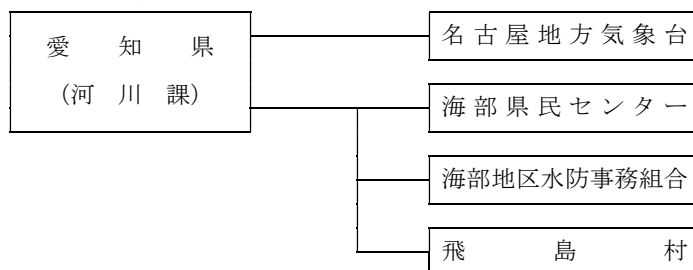 愛知県
(河川課)
名古屋地方気象台
海部県民センター
海部地区水防事務組合
飛島村